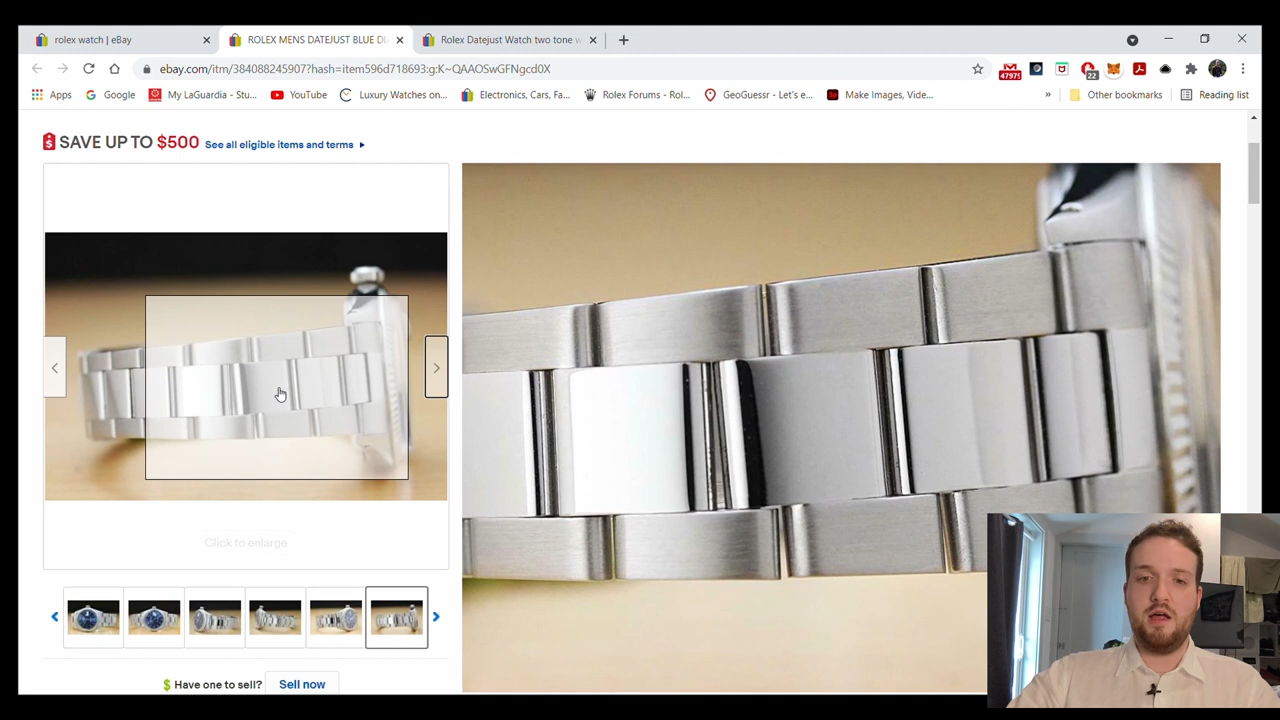 rolex watch | eBay
ROLEX MENS DATEJUST BLUE DI
Rolex Datejust Watch two tone w
ebay.com/itm/384088245907?hash=item596d718693:g:K~QAAOSwGFNgcd0X
47975
22
Apps
Google
My LaGuardia - Stu...
YouTube
Luxury Watches on...
Electronics, Cars, Fa...
Rolex Forums - Rol...
GeoGuessr - Let's e...
Make Images, Vide...
»
Other bookmarks
Reading list
SAVE UP TO $500 See all eligible items and terms
Click to enlarge
Have one to sell? Sell now